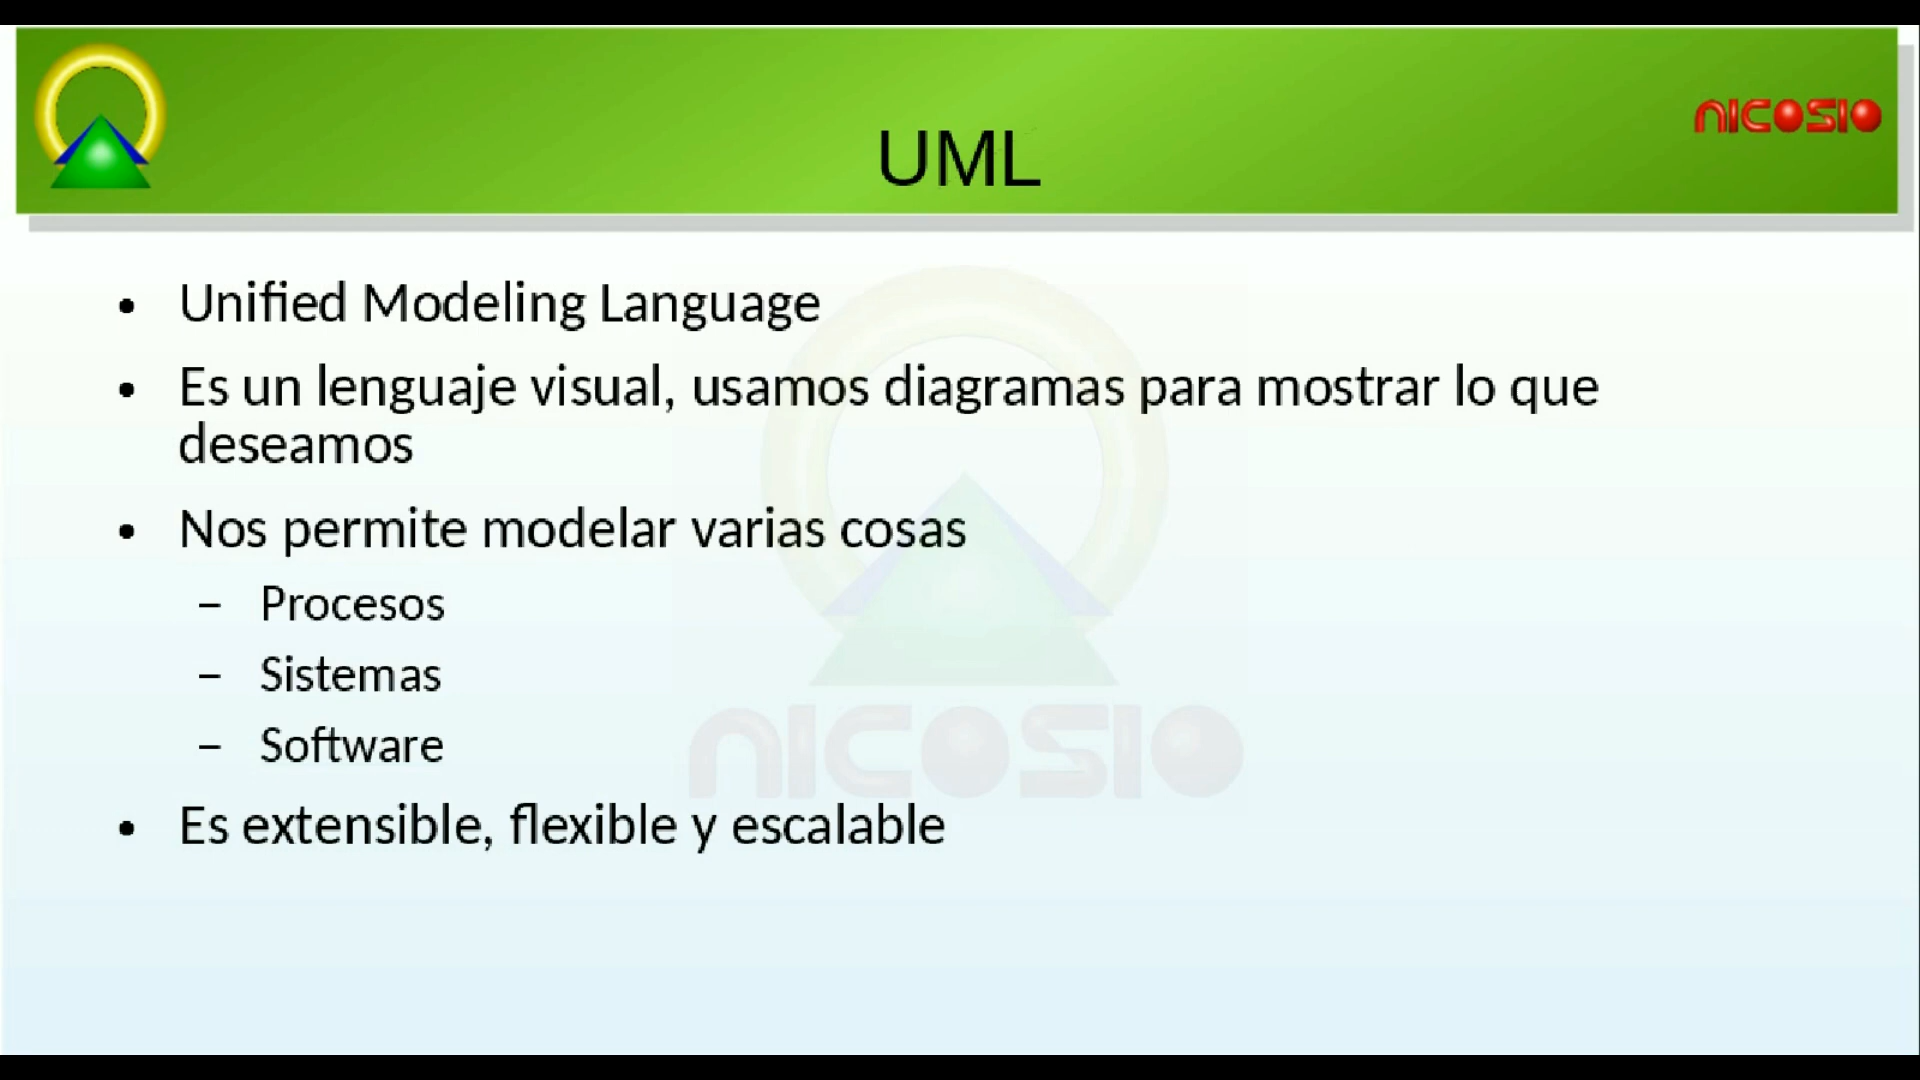 NICOSIO
UML
• Unified Modeling Language
• Es un lenguaje visual, usamos diagramas para mostrar lo que
deseamos
• Nos permite modelar varias cosas
– Procesos
– Sistemas
– Software
• Es extensible, flexible y escalable
NICOSIO